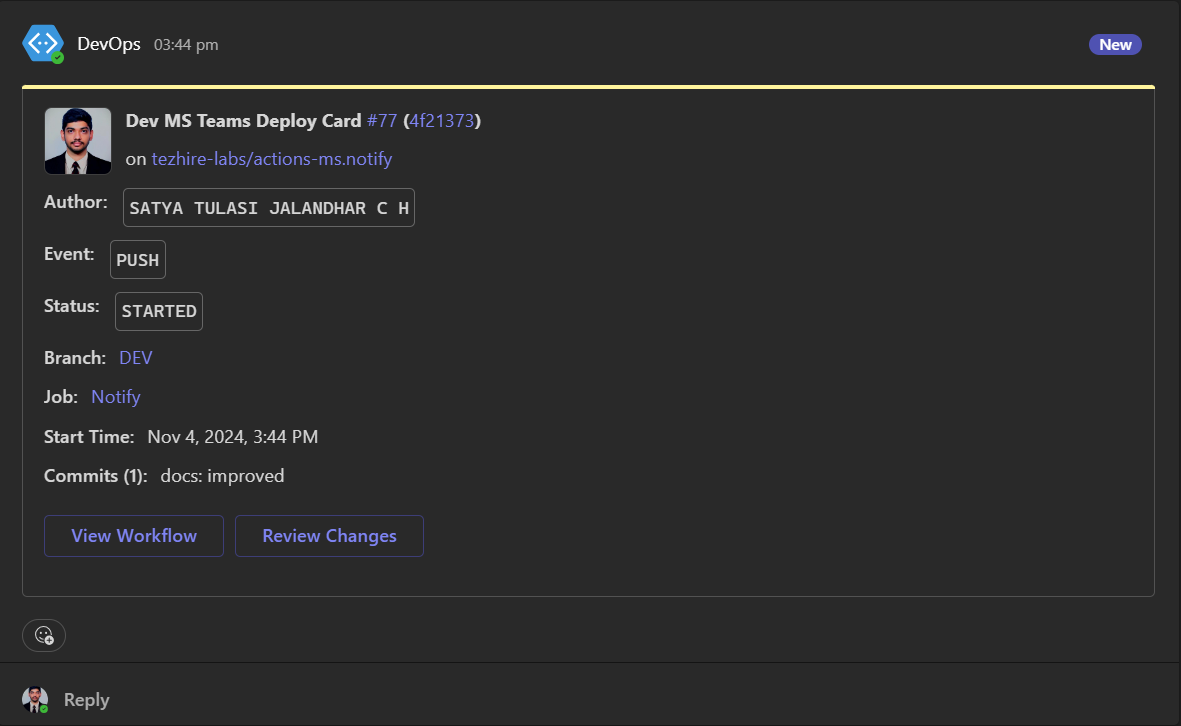 DevOps 03:44 pm New
Dev MS Teams Deploy Card #77 (4f21373)
on tezhire-labs/actions-ms.notify
Author: SATYA TULASI JALANDHAR C H
Event: PUSH
Status: STARTED
Branch: DEV
Job: Notify
Start Time: Nov 4, 2024, 3:44 PM
Commits (1): docs: improved
View Workflow Review Changes
Reply